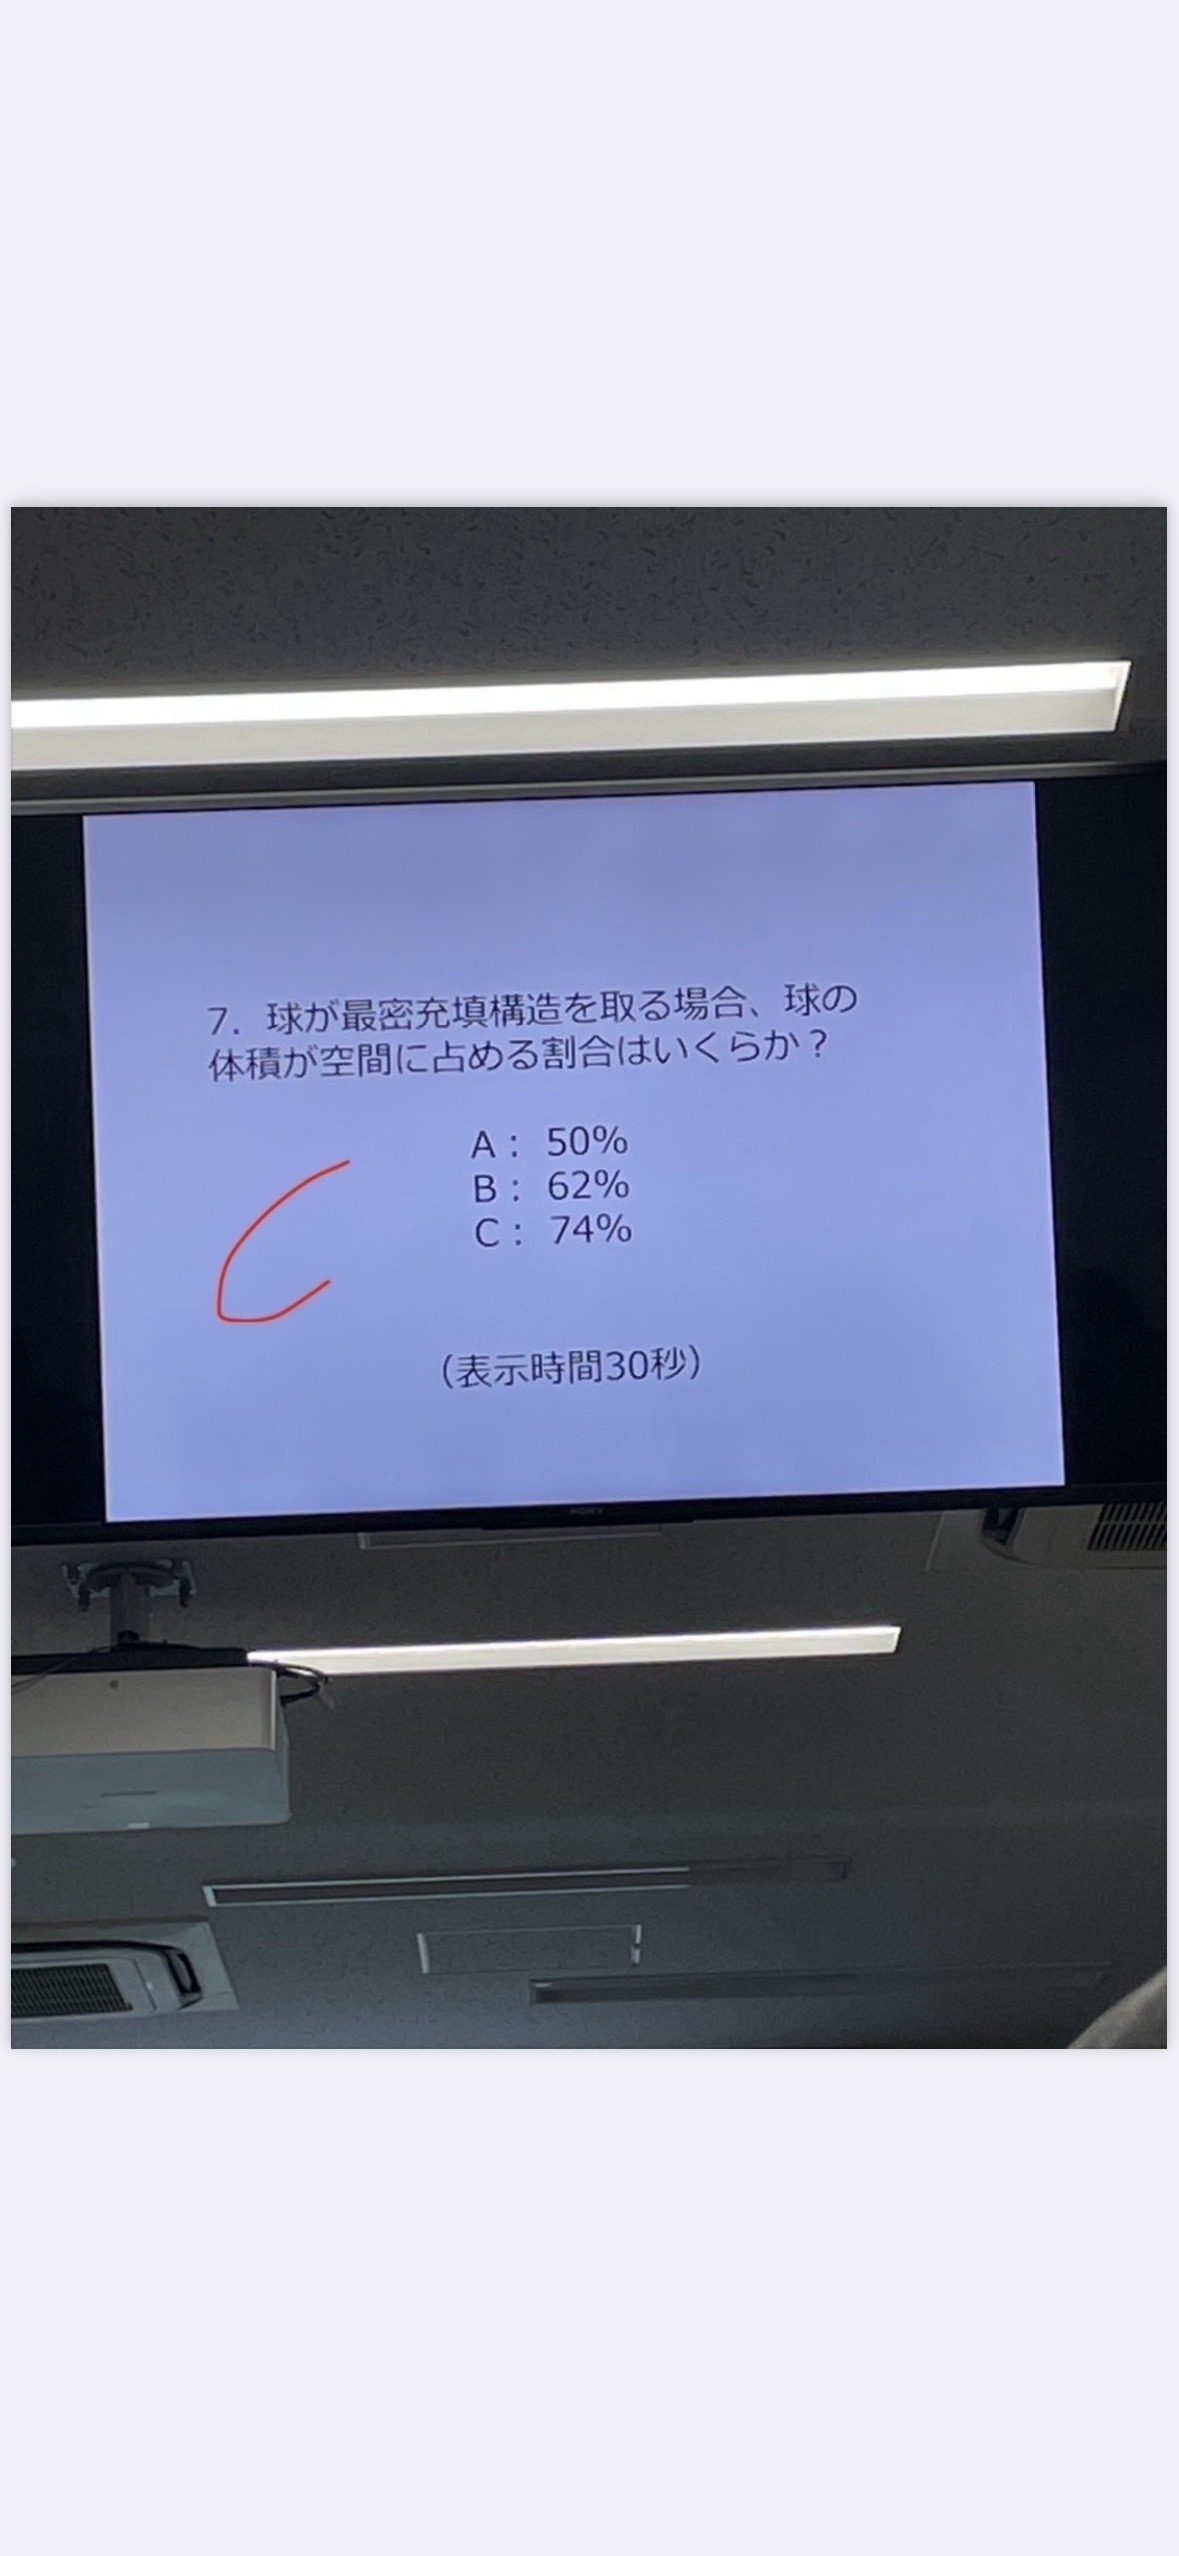 7. 球が最密充填構造を取る場合、球の
体積が空間に占める割合はいくらか？
A： 50%
B： 62%
C： 74%
C
（表示時間30秒）
SONY